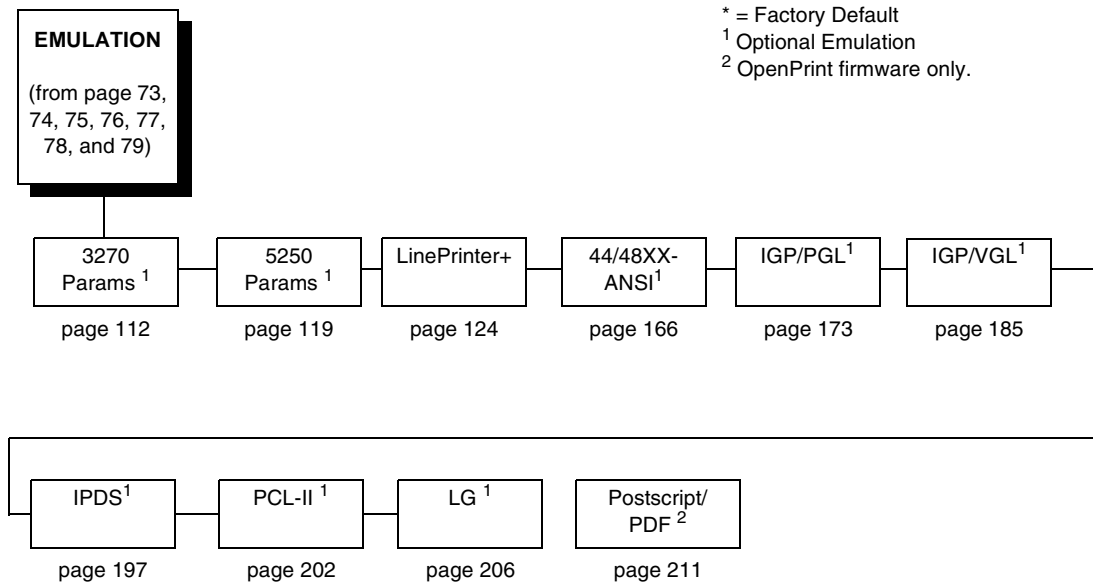 EMULATION
(from page 73,
74, 75, 76, 77,
78, and 79)
* = Factory Default
1 Optional Emulation
2 OpenPrint firmware only.
3270
Params 1
page 112
5250
Params 1
page 119
LinePrinter+
page 124
44/48XX-
ANSI1
page 166
IGP/PGL1
page 173
IGP/VGL1
page 185
IPDS1
page 197
PCL-II 1
page 202
LG 1
page 206
Postscript/
PDF 2
page 211